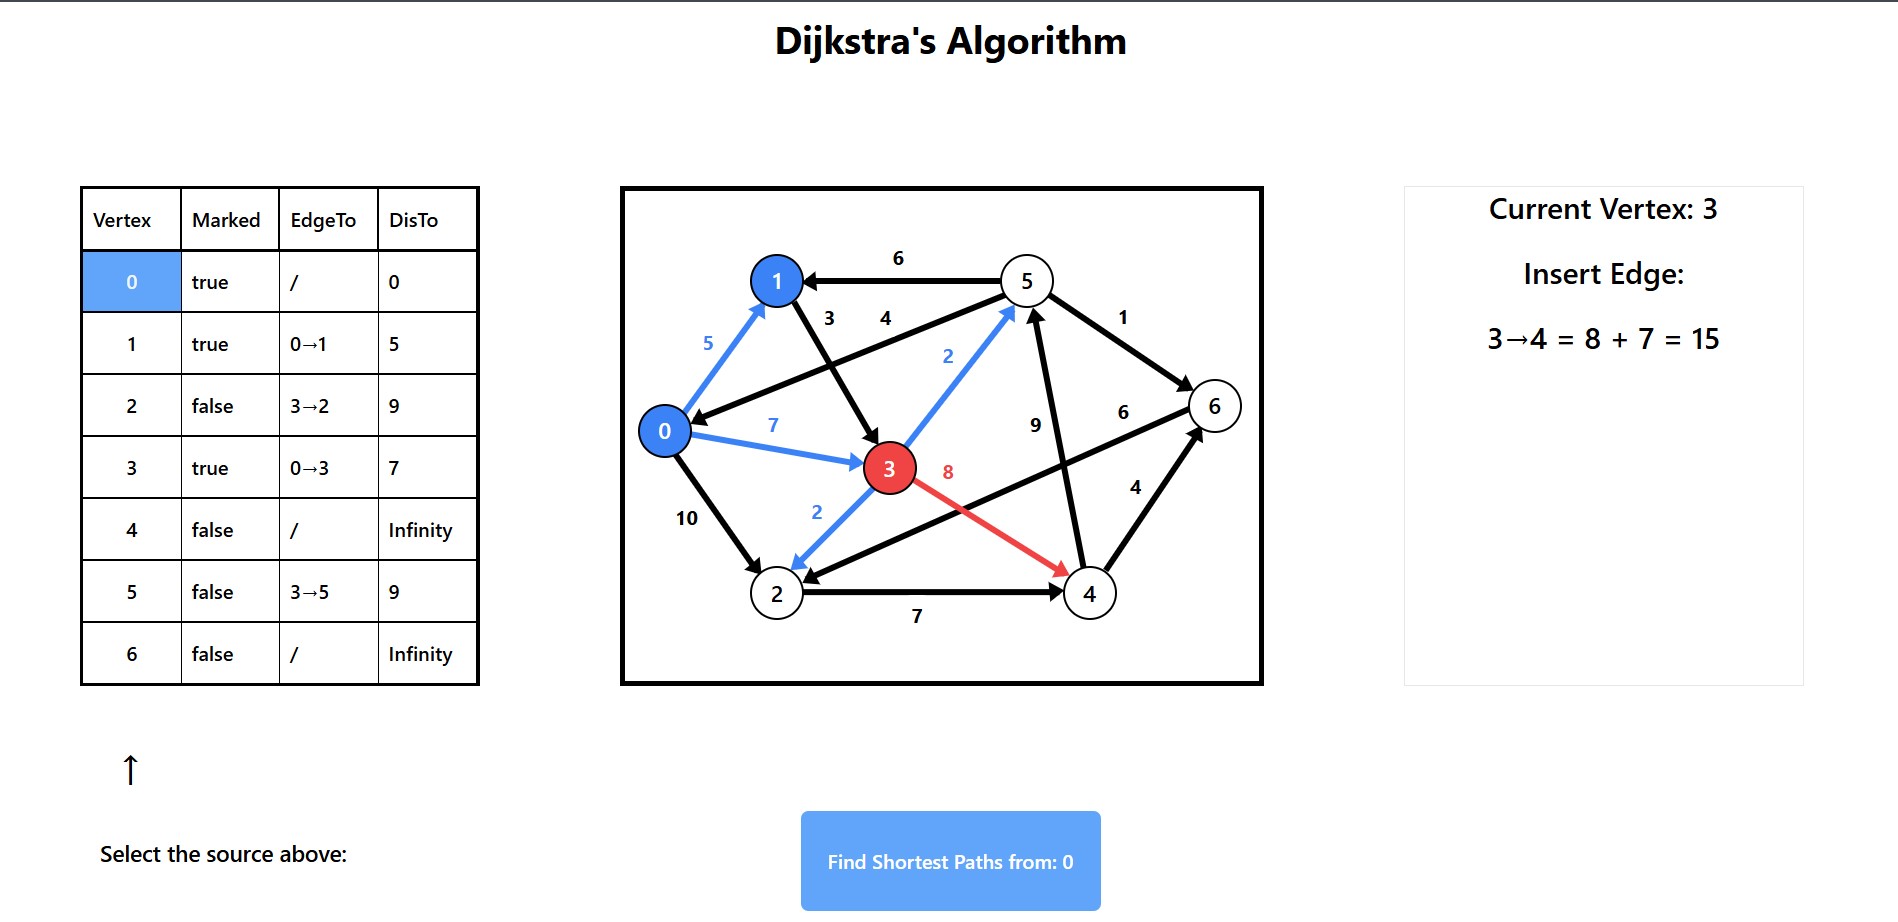 Dijkstra's Algorithm
Vertex Marked EdgeTo DisTo
0 true / 0
1 true 0→1 5
2 false 3→2 9
3 true 0→3 7
4 false / Infinity
5 false 3→5 9
6 false / Infinity
↑
Select the source above:
6
1
5
3
4
1
5
2
7
6
6
0
9
3
8
4
10
2
2
4
7
Find Shortest Paths from: 0
Current Vertex: 3
Insert Edge:
3→4 = 8 + 7 = 15